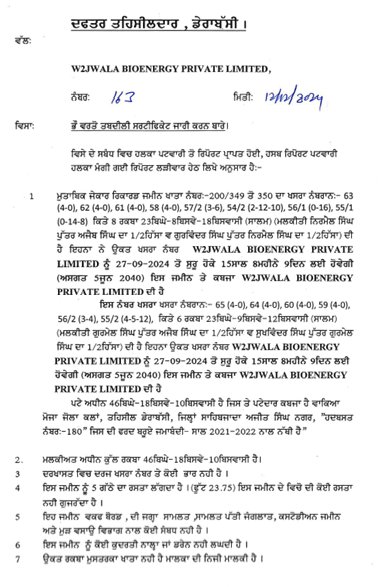 ਦਫਤਰ ਤਹਿਸੀਲਦਾਰ , ਡੇਰਾਬੱਸੀ ।
ਵੱਲ:
W2JWALA BIOENERGY PRIVATE LIMITED,
ਨੰਬਰ: 163 ਮਿਤੀ: 12/12/2024
ਵਿਸਾ: ਭੌਂ ਵਰਤੋਂ ਤਬਦੀਲੀ ਸਰਟੀਫਿਕੇਟ ਜਾਰੀ ਕਰਨ ਬਾਰੇ।
ਵਿਸੇ ਦੇ ਸਬੰਧ ਵਿਚ ਹਲਕਾ ਪਟਵਾਰੀ ਤੋਂ ਰਿਪੋਰਟ ਪ੍ਰਾਪਤ ਹੋਈ, ਹਸਬ ਰਿਪੋਰਟ ਪਟਵਾਰੀ
ਹਲਕਾ ਮੰਗੀ ਗਈ ਰਿਪੋਰਟ ਲੜੀਵਾਰ ਹੇਠ ਲਿਖੇ ਅਨੁਸਾਰ ਹੈ:-
1 ਮੁਤਾਬਿਕ ਜੇਕਾਰ ਰਿਕਾਰਡ ਜਮੀਨ ਖਾਤਾ ਨੰਬਰ:-200/349 ਤੋਂ 350 ਦਾ ਖਸਰਾ ਨੰਬਰਾਨ:- 63
(4-0), 62 (4-0), 61 (4-0), 58 (4-0), 57/2 (3-6), 54/2 (2-12-10), 56/1 (0-16), 55/1
(0-14-8) ਕਿਤੇ 8 ਰਕਬਾ 23ਬਿਘੇ-8ਬਿਸਵੇ-18ਬਿਸਵਾਸੀ (ਸਾਲਮ) (ਮਲਕੀਤੀ ਨਿਰਮੈਲ ਸਿੰਘ
ਪੁੱਤਰ ਅਜੈਬ ਸਿੰਘ ਦਾ 1/2ਹਿੱਸਾ ਵ ਗੁਰਵਿੰਦਰ ਸਿੰਘ ਪੁੱਤਰ ਨਿਰਮੈਲ ਸਿੰਘ ਦਾ 1/2ਹਿੱਸਾ) ਦੀ
ਹੈ ਇਹਨਾ ਨੇ ਉਕਤ ਖਸਰਾ ਨੰਬਰ W2JWALA BIOENERGY PRIVATE
LIMITED ਨੂੰ 27-09-2024 ਤੋਂ ਸੁਰੂ ਹੋਕੇ 15ਸਾਲ 8ਮਹੀਨੇ 9ਦਿਨ ਲਈ ਹੋਵੇਗੀ
(ਅਸਗਤ 5ਜੂਨ 2040) ਇਸ ਜਮੀਨ ਤੇ ਕਬਜਾ W2JWALA BIOENERGY
PRIVATE LIMITED ਦੀ ਹੈ
ਇਸ ਨੰਬਰ ਖਸਰਾ ਖਸਰਾ ਨੰਬਰਾਨ:- 65 (4-0), 64 (4-0), 60 (4-0), 59 (4-0),
56/2 (3-4), 55/2 (4-5-12), ਕਿਤੇ 6 ਰਕਬਾ 23ਬਿਘੇ-9ਬਿਸਵੇ-12ਬਿਸਵਾਸੀ (ਸਾਲਮ)
(ਮਲਕੀਤੀ ਗੁਰਮੇਲ ਸਿੰਘ ਪੁੱਤਰ ਅਜੈਬ ਸਿੰਘ ਦਾ 1/2ਹਿੱਸਾ ਵ ਸੁਖਵਿੰਦਰ ਸਿੰਘ ਪੁੱਤਰ ਗੁਰਮੇਲ
ਸਿੰਘ ਦਾ 1/2ਹਿੱਸਾ) ਦੀ ਹੈ ਇਹਨਾ ਉਕਤ ਖਸਰਾ ਨੰਬਰ W2JWALA BIOENERGY
PRIVATE LIMITED ਨੂੰ 27-09-2024 ਤੋਂ ਸੁਰੂ ਹੋਕੇ 15ਸਾਲ 8ਮਹੀਨੇ 9ਦਿਨ ਲਈ
ਹੋਵੇਗੀ (ਅਸਗਤ 5ਜੂਨ 2040) ਇਸ ਜਮੀਨ ਤੇ ਕਬਜਾ W2JWALA BIOENERGY
PRIVATE LIMITED ਦੀ ਹੈ
ਪਟੇ ਅਧੀਨ 46ਬਿਘੇ-18ਬਿਸਵੇ-10ਬਿਸਵਾਸੀ ਹੈ ਜਿਸ ਤੇ ਪਟੇਦਾਰ ਕਬਜਾ ਹੈ ਵਾਕਿਆ
ਮੋਜਾ ਜੋਲਾ ਕਲਾਂ, ਤਹਿਸੀਲ ਡੇਰਾਬੱਸੀ, ਜਿਲ੍ਹਾਂ ਸਾਹਿਬਜਾਦਾ ਅਜੀਤ ਸਿੰਘ ਨਗਰ, "ਹਦਬਸਤ
ਨੰਬਰ:-180" ਜਿਸ ਦੀ ਫਰਦ ਬਰੂਏ ਜਮਾਂਬੰਦੀ- ਸਾਲ 2021-2022 ਨਾਲ ਨੱਥੀ ਹੈ"
2. ਮਲਕੀਅਤ ਅਧੀਨ ਕੁੱਲ ਰਕਬਾ 46ਬਿਘੇ-18ਬਿਸਵੇ-10ਬਿਸਵਾਸੀ ਹੈ।
3 ਦਰਖਾਸਤ ਵਿਚ ਦਰਜ ਖਸਰਾ ਨੰਬਰ ਤੇ ਕੋਈ ਭਾਰ ਨਹੀ ਹੈ ।
4 ਇਸ ਜਮੀਨ ਨੂੰ 5 ਗੱਠੇ ਦਾ ਰਸਤਾ ਲੱਗਦਾ ਹੈ । (ਫੁੱਟ 23.75) ਇਸ ਜਮੀਨ ਦੇ ਵਿਚੋ ਦੀ ਕੋਈ ਰਸਤਾ
ਨਹੀ ਗੁਜਰਦਾ ਹੈ ।
5 ਇਹ ਜਮੀਨ ਵਕਫ ਬੋਰਡ , ਦੀ ਜਗ੍ਹਾ ਸਾਮਲਤ ,ਸਾਮਲਤ ਪੱਤੀ ਜੰਗਲਾਤ, ਕਸਟੋਡੀਅਨ ਜਮੀਨ
ਅਤੇ ਮੁੜ ਵਸਾਉ ਵਿਭਾਗ ਨਾਲ ਕੋਈ ਸੰਬਧ ਨਹੀ ਹੈ ।
6 ਇਸ ਜਮੀਨ ਨੂੰ ਕੋਈ ਕੁਦਰਤੀ ਨਾਲ੍ਹਾ ਜਾਂ ਡਰੇਨ ਨਹੀ ਲਘਦੀ ਹੈ ।
7 ਉਕਤ ਰਕਬਾ ਮੁਸਤਰਕਾ ਖਾਤਾ ਨਹੀ ਹੈ ਮਾਲਕਾ ਦੀ ਨਿਜੀ ਮਾਲਕੀ ਹੈ ।